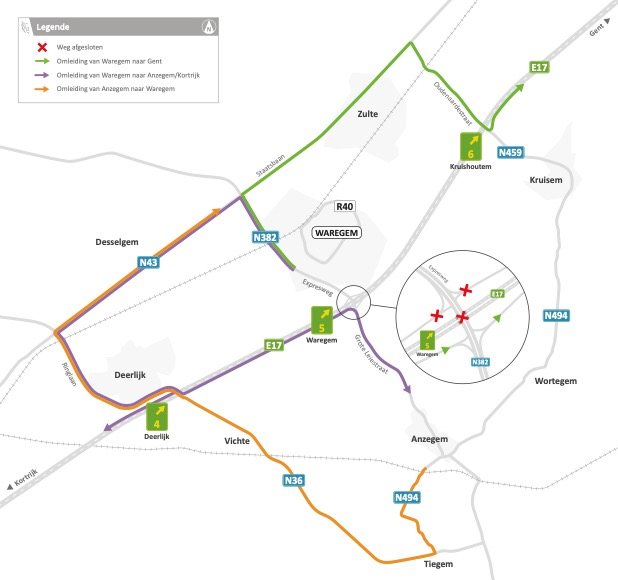 Legende
Weg afgesloten
Omleiding van Waregem naar Gent
Omleiding van Waregem naar Anzegem/Kortrijk
Omleiding van Anzegem naar Waregem
Gent
E17
Oudenaardestraat
Zulte
6
Kruishoutem
N459
Staatsbaan
Kruisem
R40
WAREGEM
N382
Desselgem
N43
Expresweg
Expresweg
E17
5
Waregem
N382
5
Waregem
E17
N494
Grote Leiestraat
Ringlaan
Deerlijk
Wortegem
4
Deerlijk
Vichte
Anzegem
Kortrijk
N36
N494
Tiegem